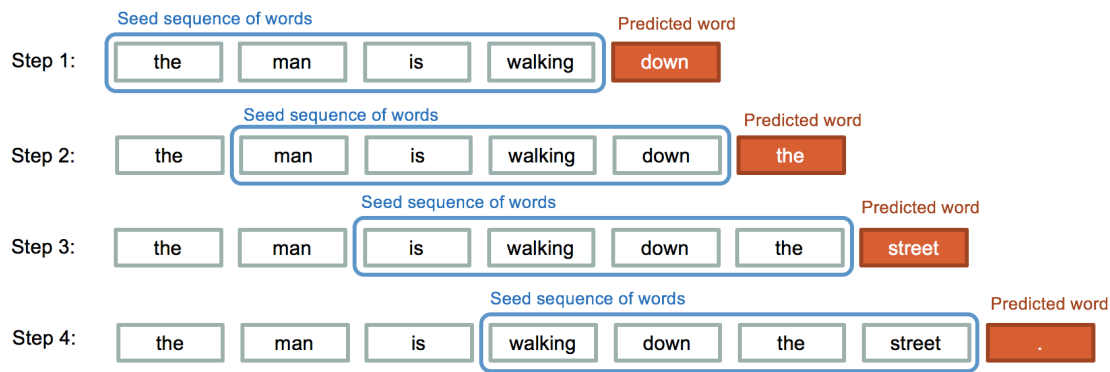 Seed sequence of words
Predicted word
Step 1: the man is walking down
Seed sequence of words
Predicted word
Step 2: the man is walking down the
Seed sequence of words
Predicted word
Step 3: the man is walking down the street
Seed sequence of words
Predicted word
Step 4: the man is walking down the street .